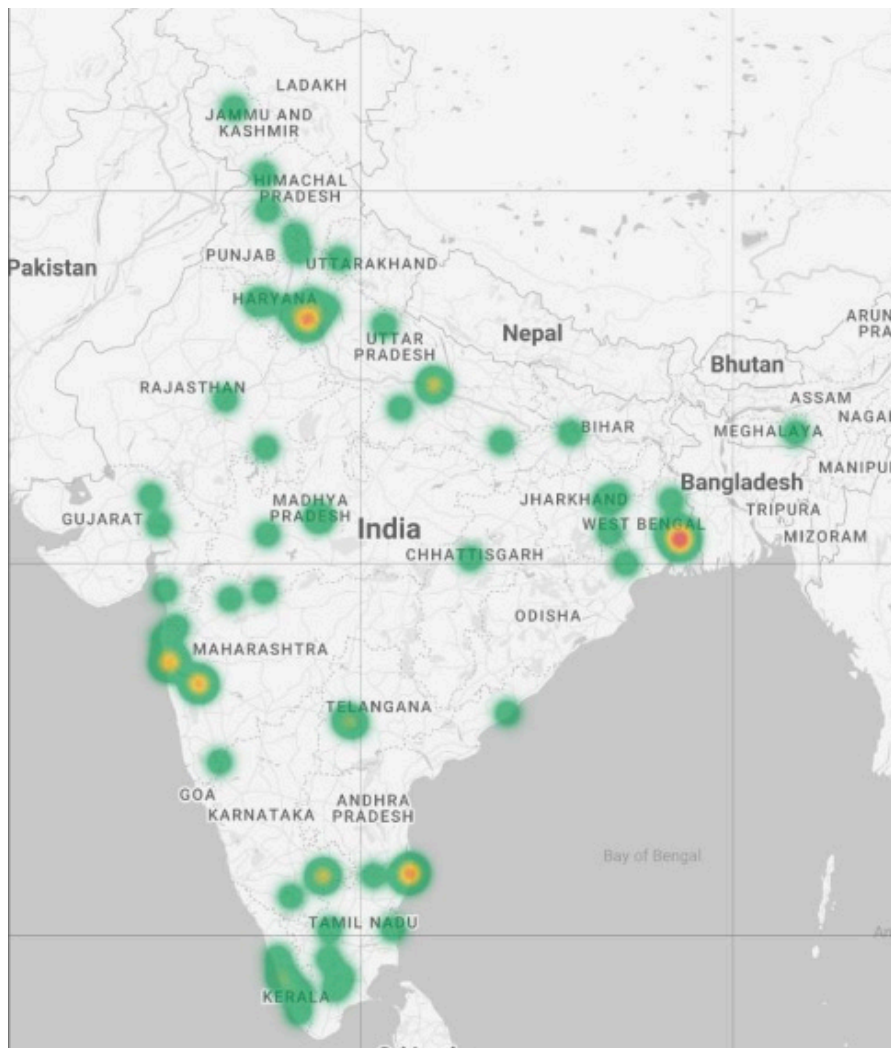 LADAKH
JAMMU AND
KASHMIR
HIMACHAL
PRADESH
PUNJAB
UTTARAKHAND
Pakistan
HARYANA
UTTAR
PRADESH
Nepal
ARUN
PRA
Bhutan
RAJASTHAN
ASSAM
NAGA
BIHAR
MEGHALAYA
MANIPU
Bangladesh
JHARKHAND
MADHYA
PRADESH
GUJARAT
India
WEST BENGAL
TRIPURA
MIZORAM
CHHATTISGARH
ODISHA
MAHARASHTRA
TELANGANA
GOA
KARNATAKA
ANDHRA
PRADESH
Bay of Bengal
TAMIL NADU
An
KERALA